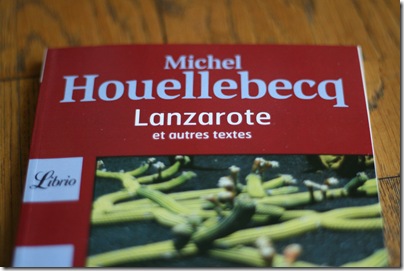 Michel
Houellebecq
Lanzarote
et autres textes
Librio